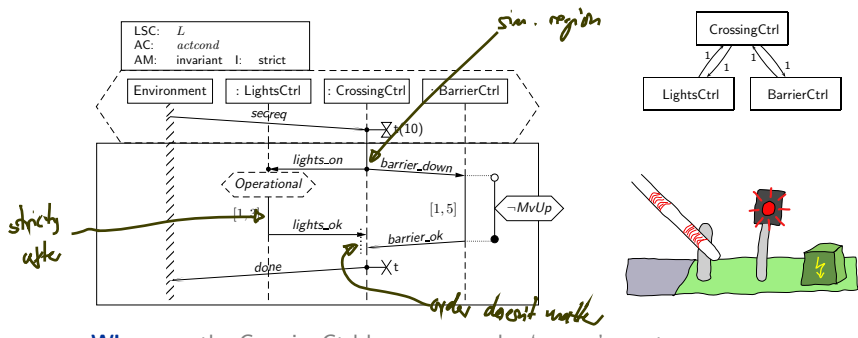 sim. region
LSC: L
AC: actcond
AM: invariant I: strict
CrossingCtrl
1 1 1 1
LightsCtrl BarrierCtrl
Environment : LightsCtrl : CrossingCtrl : BarrierCtrl
secreq
t(10)
lights_on barrier_down
Operational
[1, [1, 5] ¬MvUp
strictly
after
lights_ok
barrier_ok
done t
order doesn't matter